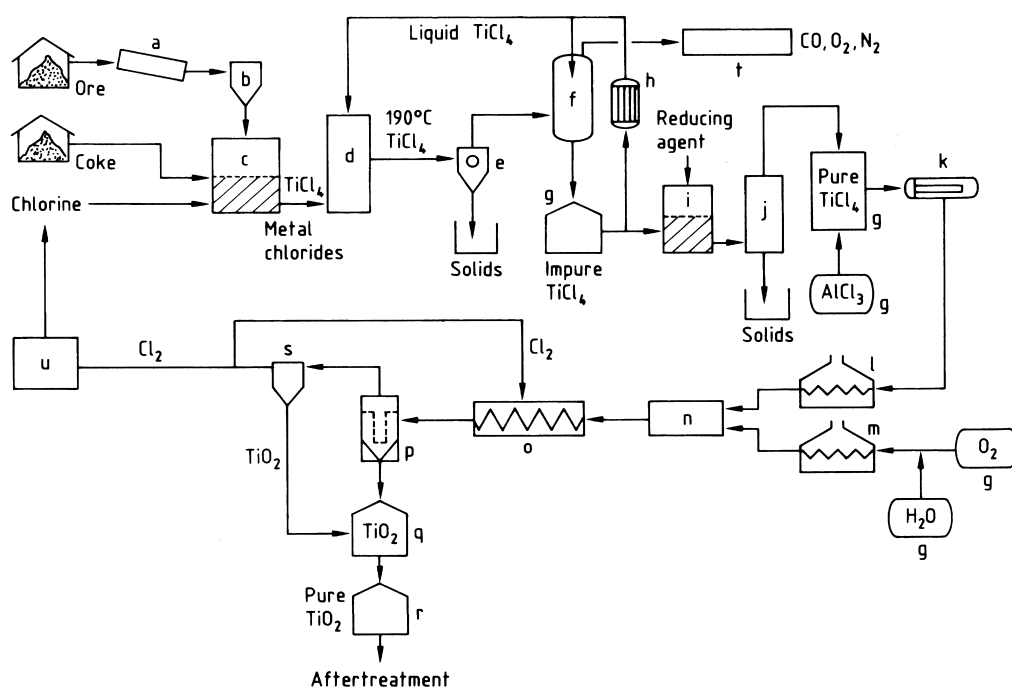 a
Ore
b
Coke
c
Chlorine
TiCl4
Metal
chlorides
d
Liquid TiCl4
190°C
TiCl4
e
Solids
f
g
Impure
TiCl4
h
t
CO, O2, N2
Reducing
agent
i
j
Solids
Pure
TiCl4
g
AlCl3
g
k
l
m
O2
g
H2O
g
n
o
Cl2
p
s
Cl2
u
TiO2
TiO2
q
Pure
TiO2
r
Aftertreatment